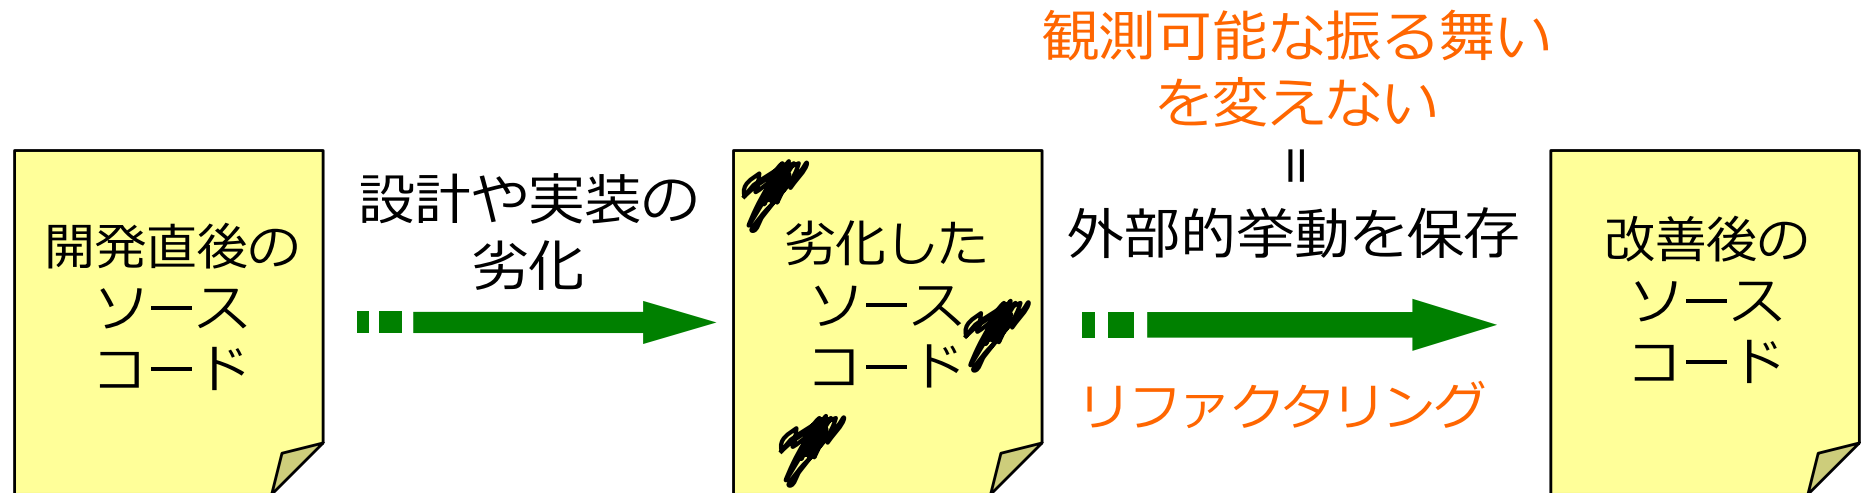 開発直後の
ソース
コード
設計や実装の
劣化
劣化した
ソース
コード
観測可能な振る舞い
を変えない
=
外部的挙動を保存
リファクタリング
改善後の
ソース
コード